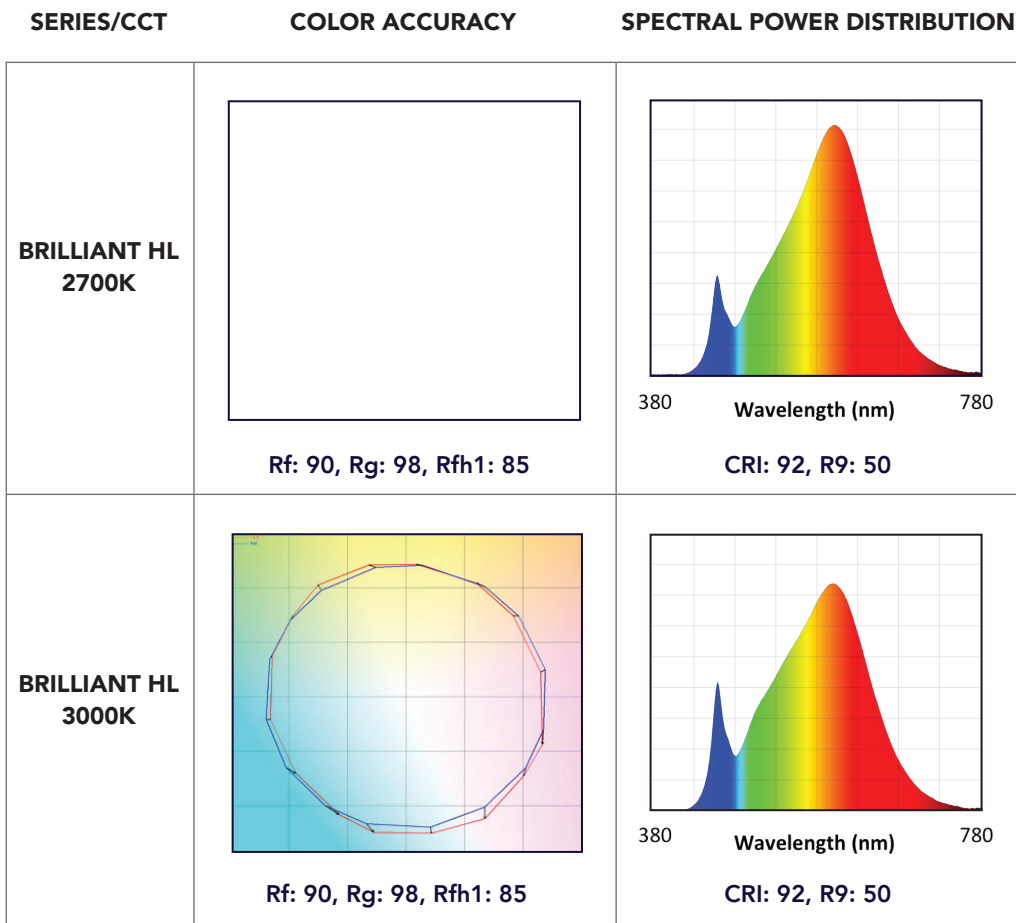 SERIES/CCT
COLOR ACCURACY
SPECTRAL POWER DISTRIBUTION
BRILLIANT HL
2700K
380
Wavelength (nm)
780
Rf: 90, Rg: 98, Rfh1: 85
CRI: 92, R9: 50
BRILLIANT HL
3000K
380
Wavelength (nm)
780
Rf: 90, Rg: 98, Rfh1: 85
CRI: 92, R9: 50